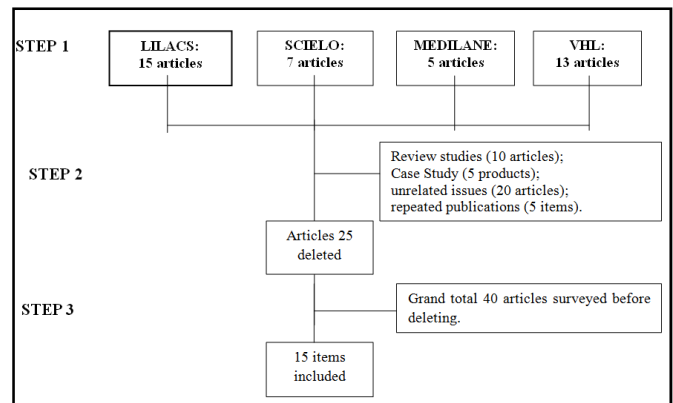 STEP 1
LILACS:
15 articles
SCIELO:
7 articles
MEDILANE:
5 articles
VHL:
13 articles
STEP 2
Review studies (10 articles);
Case Study (5 products);
unrelated issues (20 articles);
repeated publications (5 items).
Articles 25
deleted
STEP 3
Grand total 40 articles surveyed before
deleting.
15 items
included